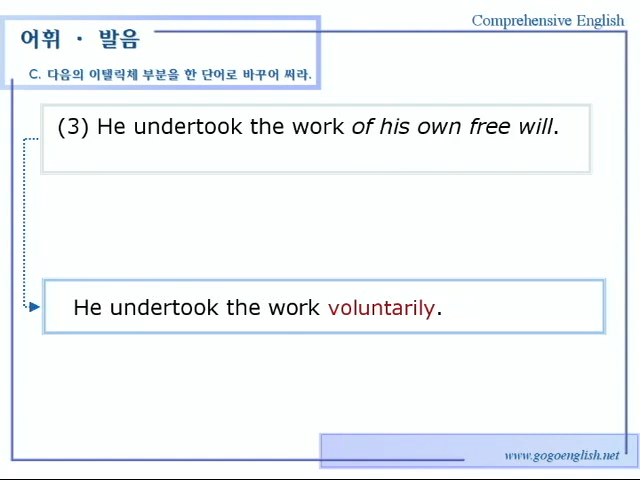 Comprehensive English
어휘 · 발음
C. 다음의 이탤릭체 부분을 한 단어로 바꾸어 써라.
(3) He undertook the work of his own free will.
He undertook the work voluntarily.
www.gogoenglish.net